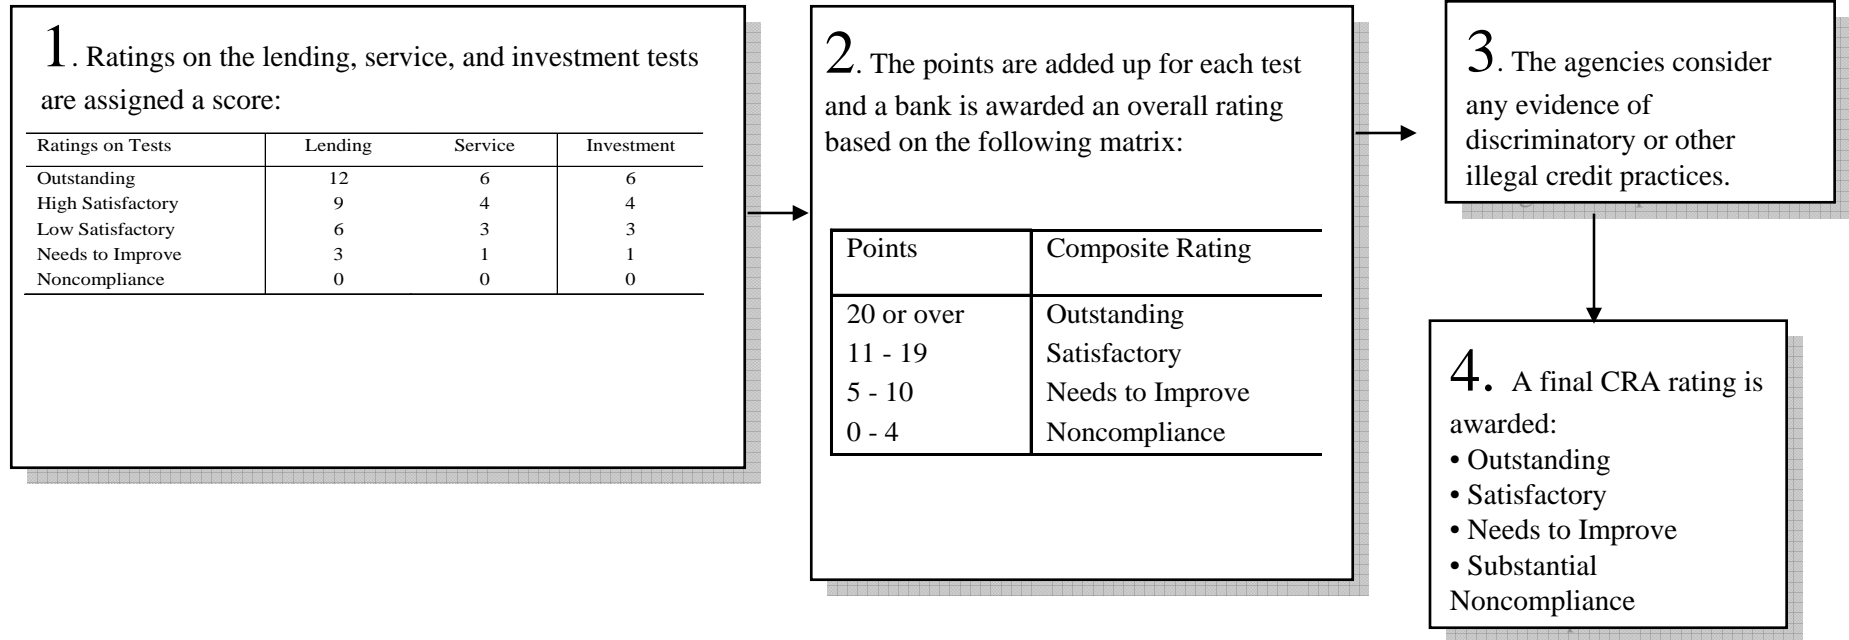 1. Ratings on the lending, service, and investment tests
are assigned a score:
Ratings on Tests Lending Service Investment
Outstanding 12 6 6
High Satisfactory 9 4 4
Low Satisfactory 6 3 3
Needs to Improve 3 1 1
Noncompliance 0 0 0
2. The points are added up for each test
and a bank is awarded an overall rating
based on the following matrix:
Points Composite Rating
20 or over Outstanding
11 - 19 Satisfactory
5 - 10 Needs to Improve
0 - 4 Noncompliance
3. The agencies consider
any evidence of
discriminatory or other
illegal credit practices.
4. A final CRA rating is
awarded:
• Outstanding
• Satisfactory
• Needs to Improve
• Substantial
Noncompliance